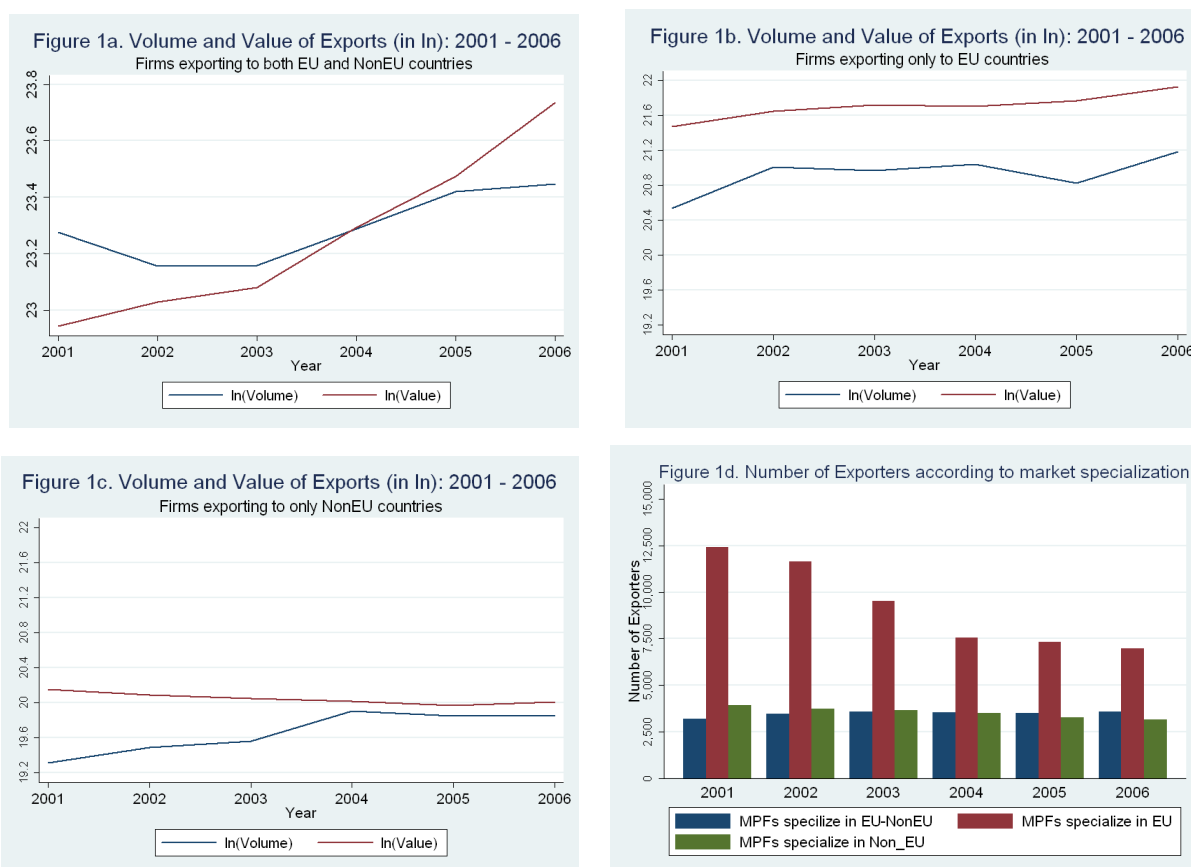 Figure 1a. Volume and Value of Exports (in ln): 2001 - 2006
Firms exporting to both EU and NonEU countries
23.8
23.6
23.4
23.2
23
2001 2002 2003 2004 2005 2006
Year
ln(Volume) ln(Value)
Figure 1b. Volume and Value of Exports (in ln): 2001 - 2006
Firms exporting only to EU countries
22
21.6
21.2
20.8
20.4
20
19.6
19.2
2001 2002 2003 2004 2005 2006
Year
ln(Volume) ln(Value)
Figure 1c. Volume and Value of Exports (in ln): 2001 - 2006
Firms exporting to only NonEU countries
22
21.6
21.2
20.8
20.4
20
19.6
19.2
2001 2002 2003 2004 2005 2006
Year
ln(Volume) ln(Value)
Figure 1d. Number of Exporters according to market specialization
Number of Exporters
15,000
12,500
10,000
7,500
5,000
2,500
0
2001 2002 2003 2004 2005 2006
MPFs specilize in EU-NonEU MPFs specialize in EU
MPFs specialize in Non_EU